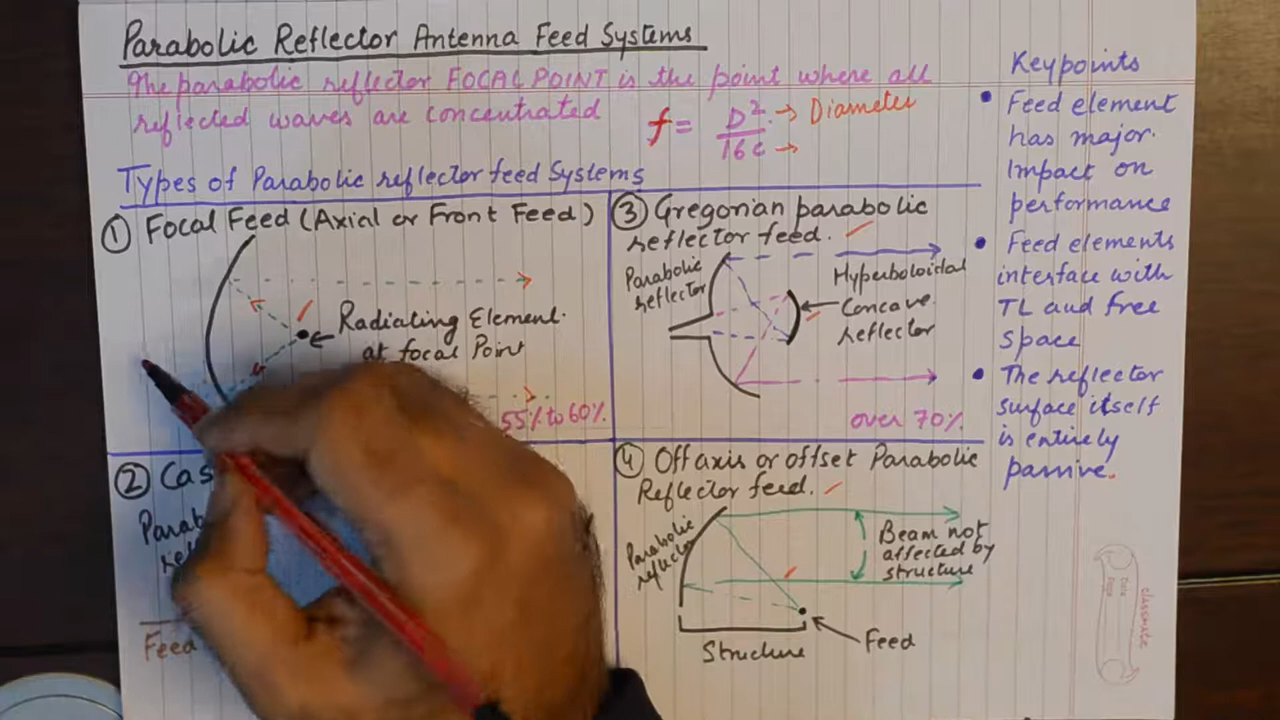 Parabolic Reflector Antenna Feed Systems
The parabolic reflector FOCAL POINT is the point where all
reflected waves are concentrated
f = D² → Diameter
16c →
Types of Parabolic reflector feed Systems
① Focal Feed (Axial or Front Feed)
Radiating Element.
at focal Point
55% to 60%.
②
Feed
③ Gregorian parabolic
reflector feed.
Parabolic
reflector
Hyperboloidal
Concave
reflector
over 70%.
④ Off axis or offset Parabolic
Reflector feed.
Parabolic
reflector
Beam not
affected by
structure
Feed
Structure
Keypoints
• Feed element
has major.
Impact on
performance
• Feed elements
interface with
TL and free
space
• The reflector
surface itself
is entirely
passive.
classmate
Date
Page